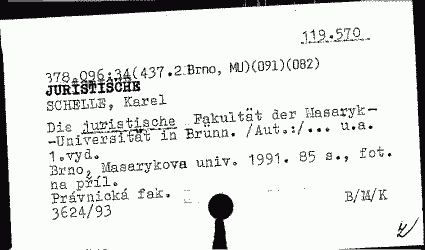 119.570
378.096:34(437.2 Brno, MU)(091)(082)
JURISTISCHE
SCHELLE, Karel
Die juristische Fakultät der Masaryk-
-Universität in Brünn. /Aut.:/... u.a.
1.vyd.
Brno, Masarykova univ. 1991. 85 s., fot.
na příl.
Právnická fak.
B/M/K
3624/93